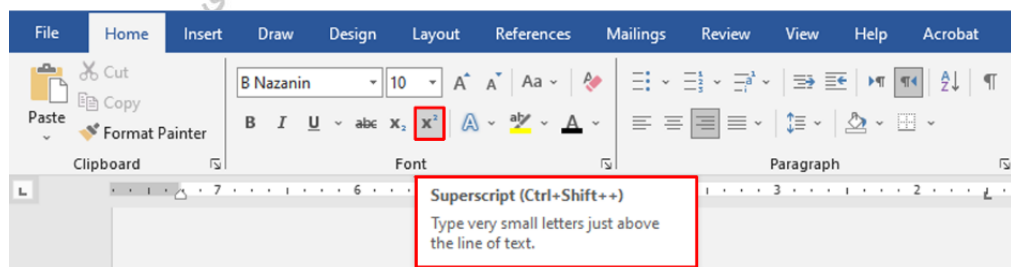 File Home Insert Draw Design Layout References Mailings Review View Help Acrobat
Cut
Copy
Paste
Format Painter
Clipboard
B Nazanin 10 A A Aa A
B I U abc X₂ X² A ab A
Font
Paragraph
L 7 6 3 2
Superscript (Ctrl+Shift++)
Type very small letters just above
the line of text.